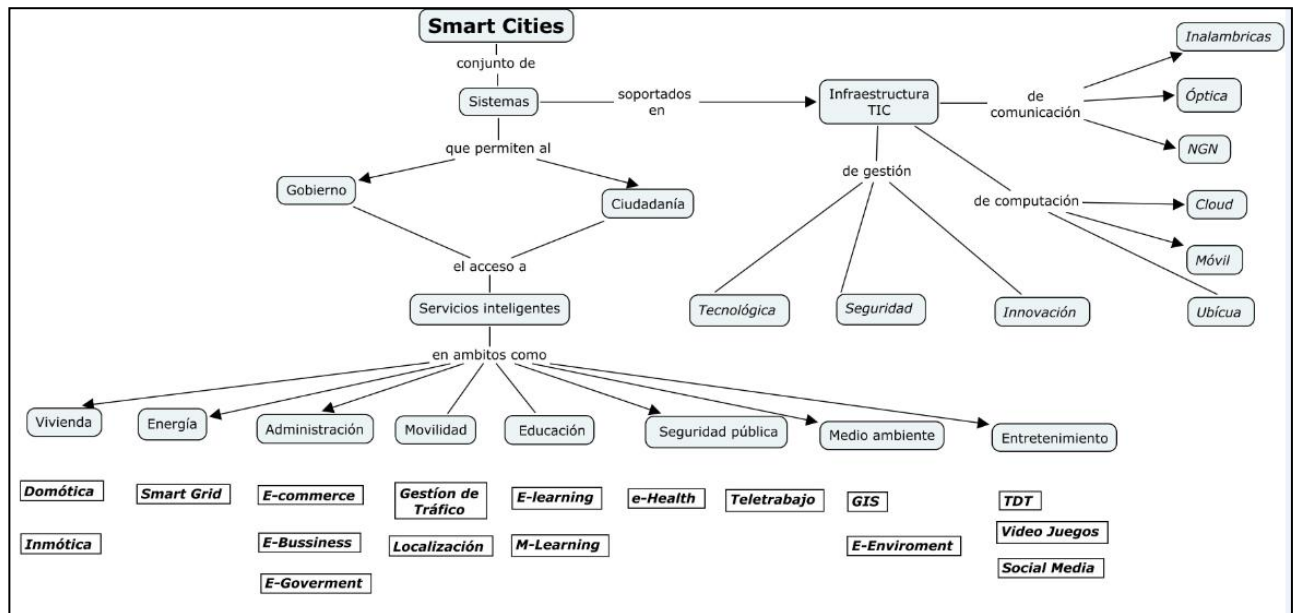 Smart Cities
conjunto de
Sistemas
soportados
en
Infraestructura
TIC
de
comunicación
Inalambricas
Óptica
NGN
que permiten al
Gobierno
Ciudadanía
de gestión
de computación
Cloud
Móvil
Ubícua
el acceso a
Servicios inteligentes
Tecnológica
Seguridad
Innovación
en ambitos como
Vivienda
Energía
Administración
Movilidad
Educación
Seguridad pública
Medio ambiente
Entretenimiento
Domótica
Smart Grid
E-commerce
Gestíon de
Tráfico
E-learning
e-Health
Teletrabajo
GIS
TDT
Inmótica
E-Bussiness
Localización
M-Learning
E-Enviroment
Video Juegos
E-Goverment
Social Media